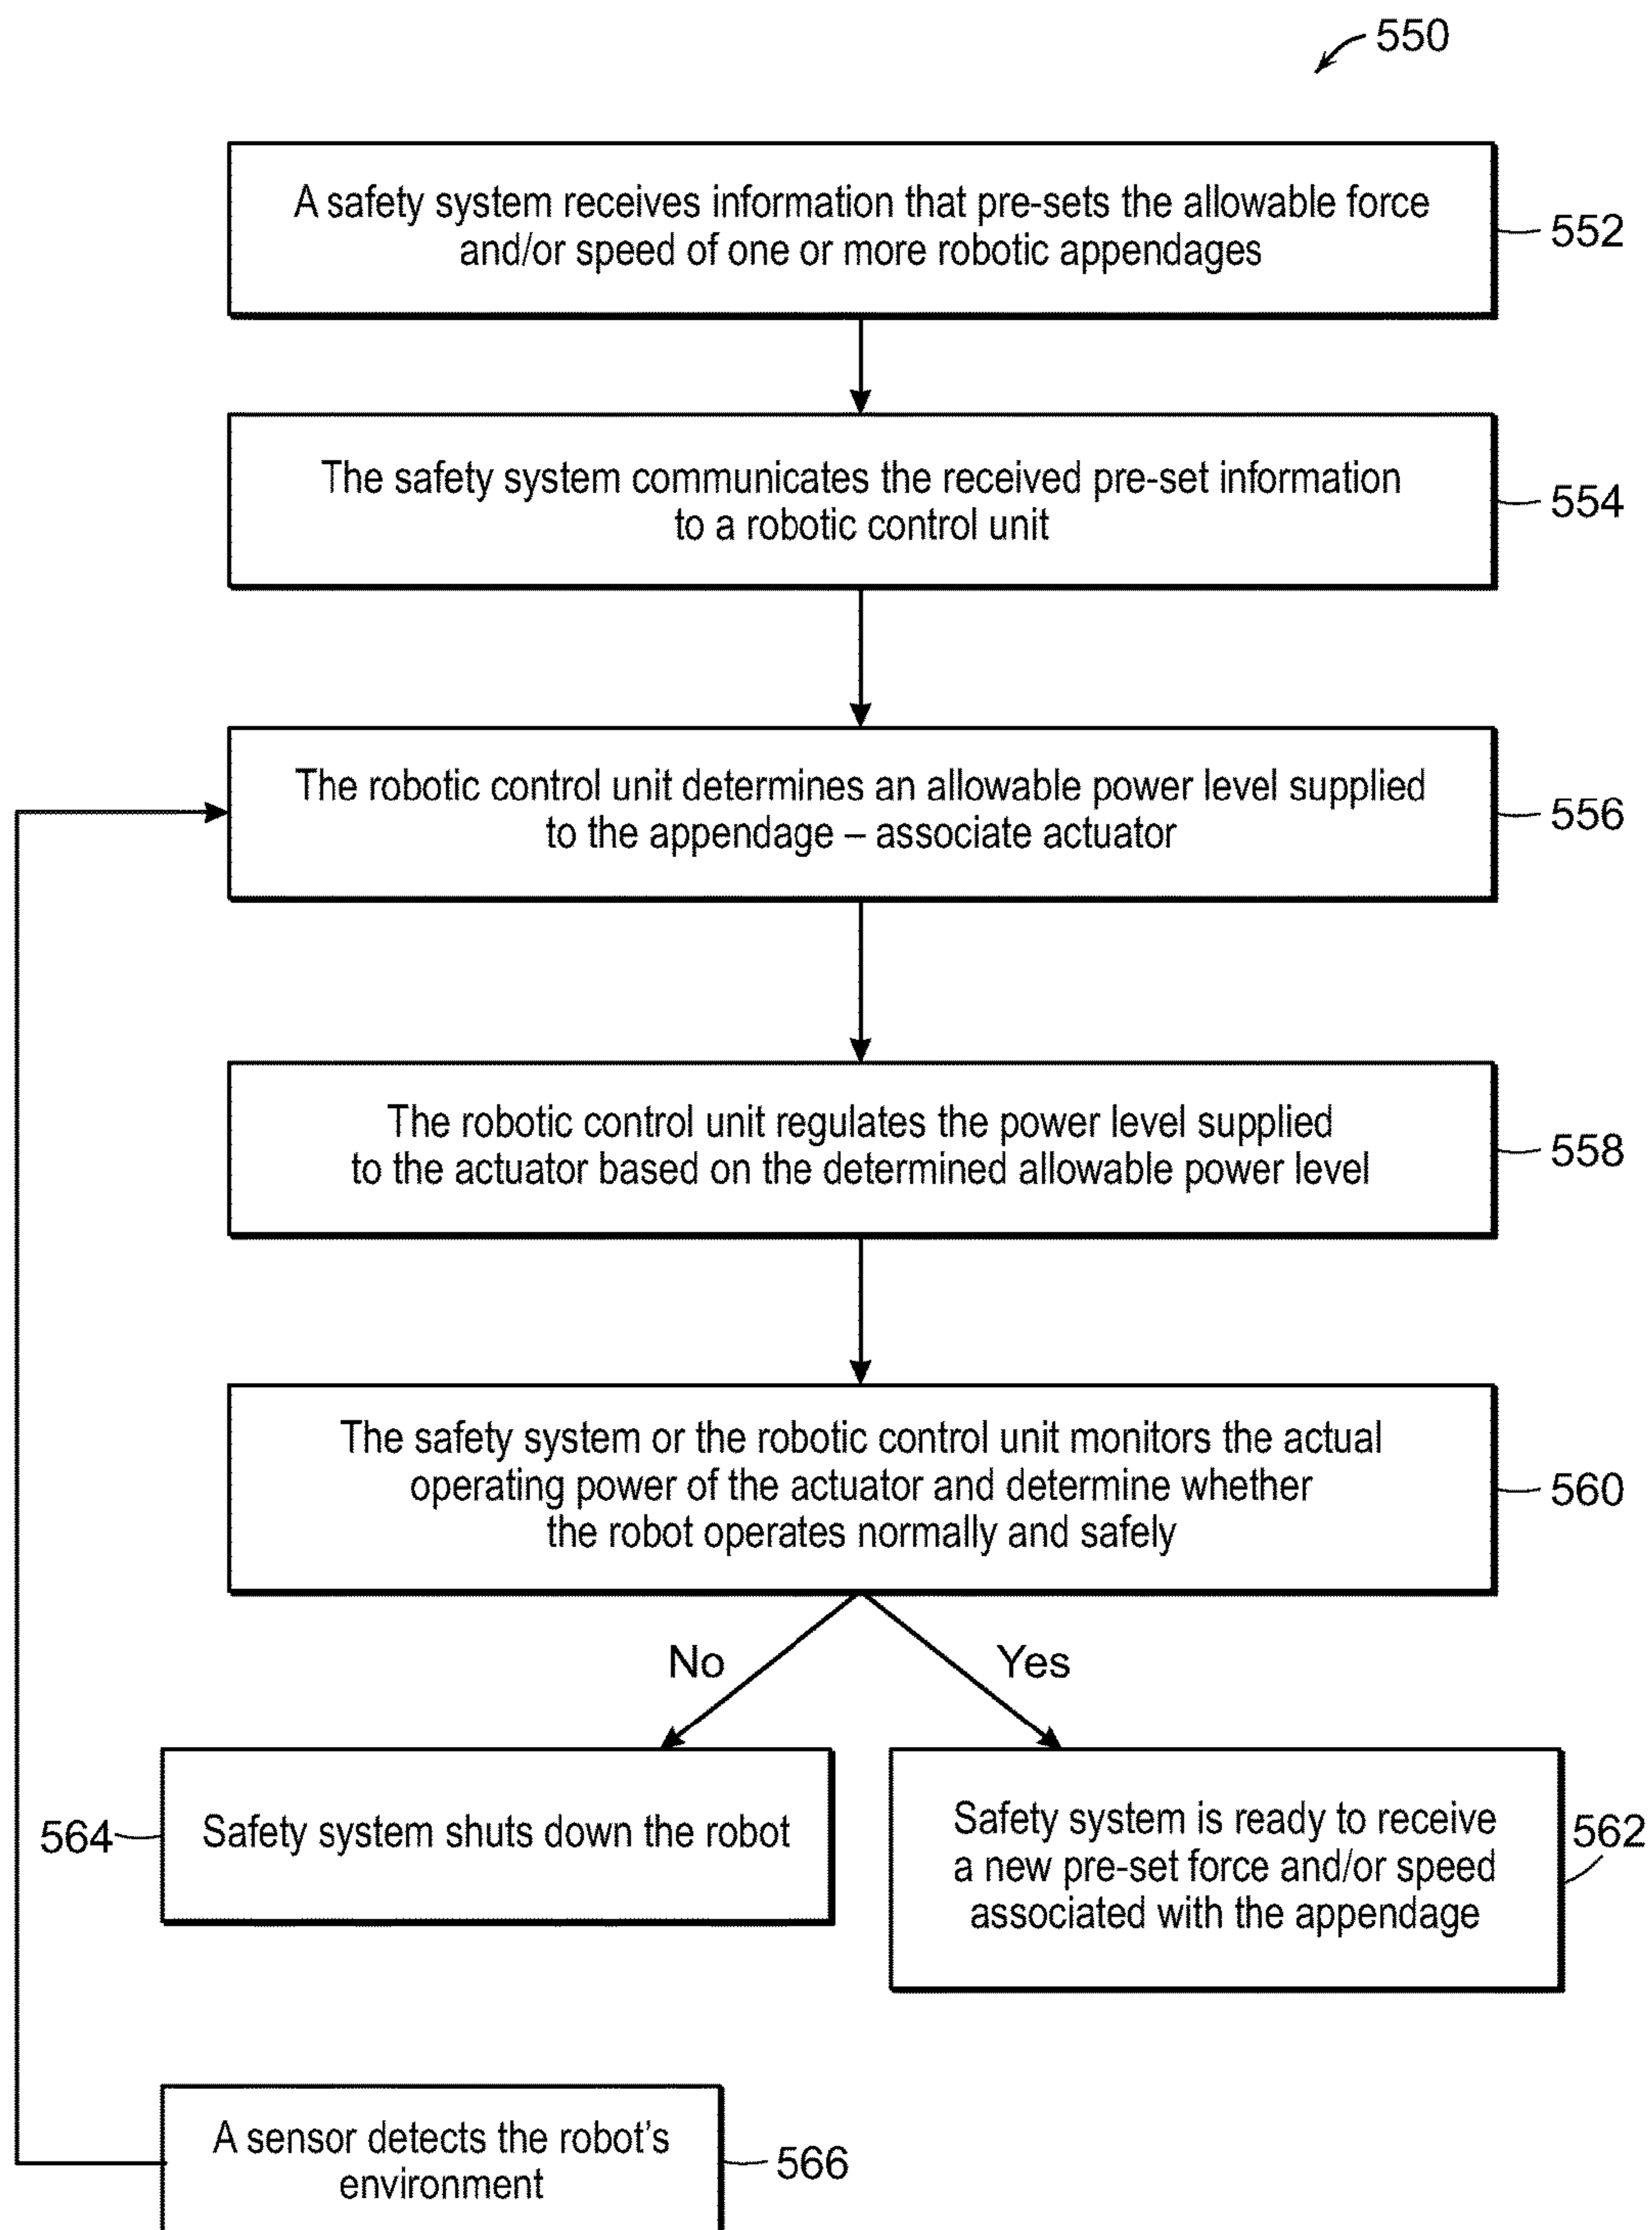 550
A safety system receives information that pre-sets the allowable force
and/or speed of one or more robotic appendages
552
The safety system communicates the received pre-set information
to a robotic control unit
554
The robotic control unit determines an allowable power level supplied
to the appendage – associate actuator
556
The robotic control unit regulates the power level supplied
to the actuator based on the determined allowable power level
558
The safety system or the robotic control unit monitors the actual
operating power of the actuator and determine whether
the robot operates normally and safely
560
No
Yes
564
Safety system shuts down the robot
Safety system is ready to receive
a new pre-set force and/or speed
associated with the appendage
562
A sensor detects the robot's
environment
566